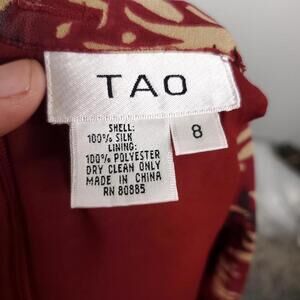 TAO
8
SHELL:
100% SILK
LINING:
100% POLYESTER
DRY CLEAN ONLY
MADE IN CHINA
RN 80885